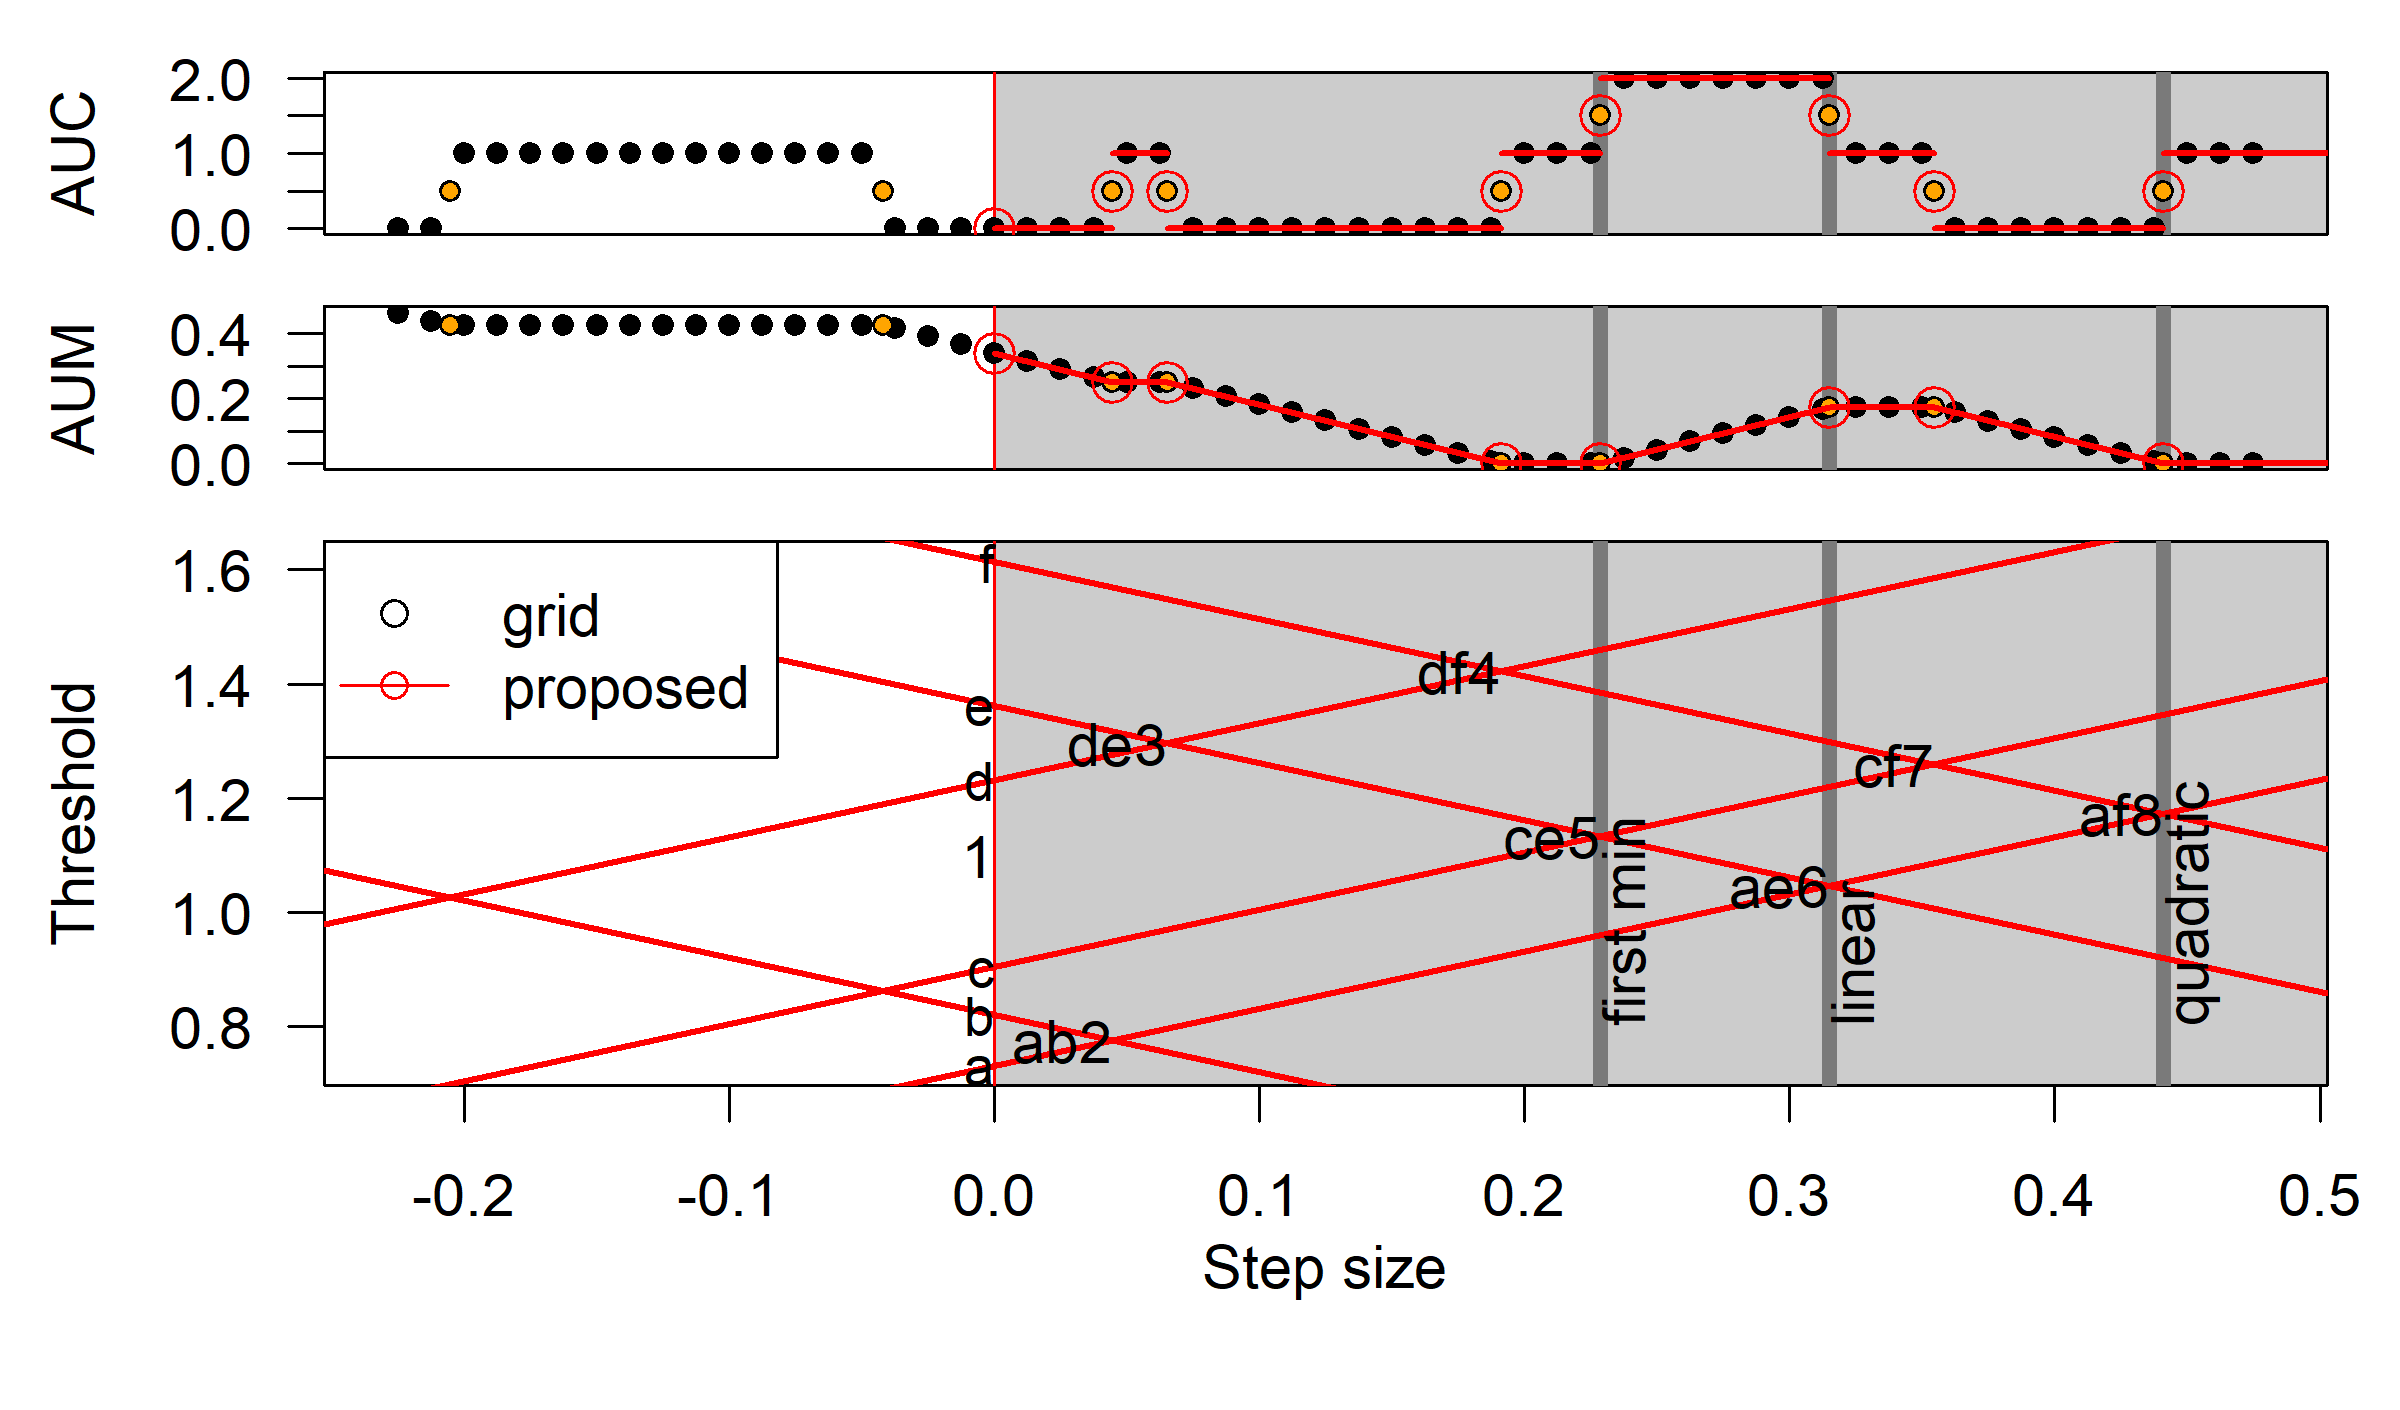 AUC
2.0
1.0
0.0
AUM
0.4
0.2
0.0
Threshold
1.6
1.4
1.2
1.0
0.8
grid
proposed
f
e
d
1
c
b
a
ab2
de3
df4
ce5
ae6
cf7
af8
first min
linear
quadratic
-0.2 -0.1 0.0 0.1 0.2 0.3 0.4 0.5
Step size